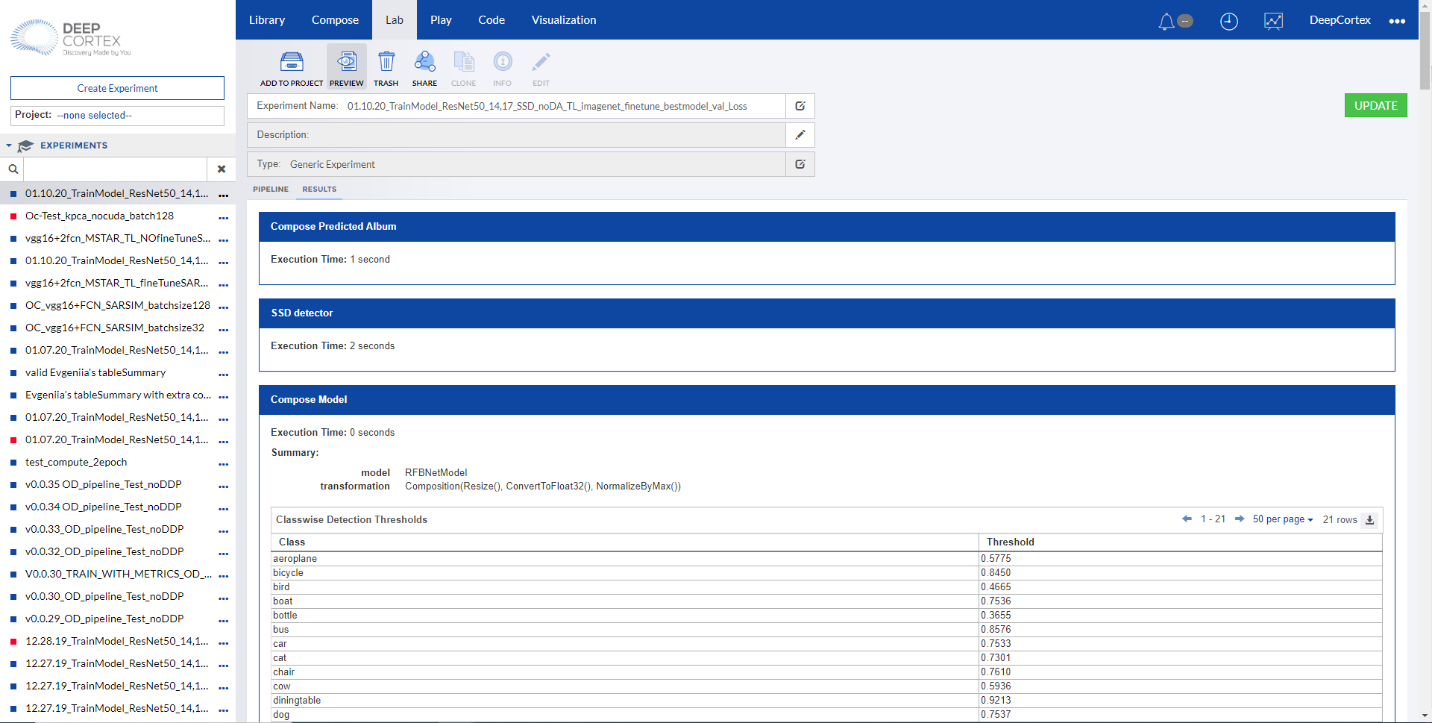 DEEP
CORTEX
Discovery Made by You
Library Compose Lab Play Code Visualization -- DeepCortex •••
Create Experiment
Project: --none selected--
EXPERIMENTS
01.10.20_TrainModel_ResNet50_14,1... •••
Oc-Test_kpca_nocuda_batch128 •••
vgg16+2fcn_MSTAR_TL_NOfineTuneS... •••
01.10.20_TrainModel_ResNet50_14,1... •••
vgg16+2fcn_MSTAR_TL_fineTuneSAR... •••
OC_vgg16+FCN_SARSIM_batchsize128 •••
OC_vgg16+FCN_SARSIM_batchsize32 •••
01.07.20_TrainModel_ResNet50_14,1... •••
valid Evgeniia's tableSummary •••
Evgeniia's tableSummary with extra co... •••
01.07.20_TrainModel_ResNet50_14,1... •••
01.07.20_TrainModel_ResNet50_14,1... •••
test_compute_2epoch •••
v0.0.35 OD_pipeline_Test_noDDP •••
v0.0.34 OD_pipeline_Test_noDDP •••
v0.0.33_OD_pipeline_Test_noDDP •••
v0.0.32_OD_pipeline_Test_noDDP •••
V0.0.30_TRAIN_WITH_METRICS_OD_... •••
v0.0.30_OD_pipeline_Test_noDDP •••
v0.0.29_OD_pipeline_Test_noDDP •••
12.28.19_TrainModel_ResNet50_14,1... •••
12.27.19_TrainModel_ResNet50_14,1... •••
12.27.19_TrainModel_ResNet50_14,1... •••
12.27.19_TrainModel_ResNet50_14,1... •••
ADD TO PROJECT PREVIEW TRASH SHARE CLONE INFO EDIT
Experiment Name: 01.10.20_TrainModel_ResNet50_14,17_SSD_noDA_TL_imagenet_finetune_bestmodel_val_Loss
UPDATE
Description:
Type: Generic Experiment
PIPELINE RESULTS
Compose Predicted Album
Execution Time: 1 second
SSD detector
Execution Time: 2 seconds
Compose Model
Execution Time: 0 seconds
Summary:
model RFBNetModel
transformation Composition(Resize(), ConvertToFloat32(), NormalizeByMax())
Classwise Detection Thresholds 1 - 21 50 per page 21 rows
Class Threshold
aeroplane 0.5775
bicycle 0.8450
bird 0.4665
boat 0.7536
bottle 0.3655
bus 0.8576
car 0.7533
cat 0.7301
chair 0.7610
cow 0.5936
diningtable 0.9213
dog 0.7537